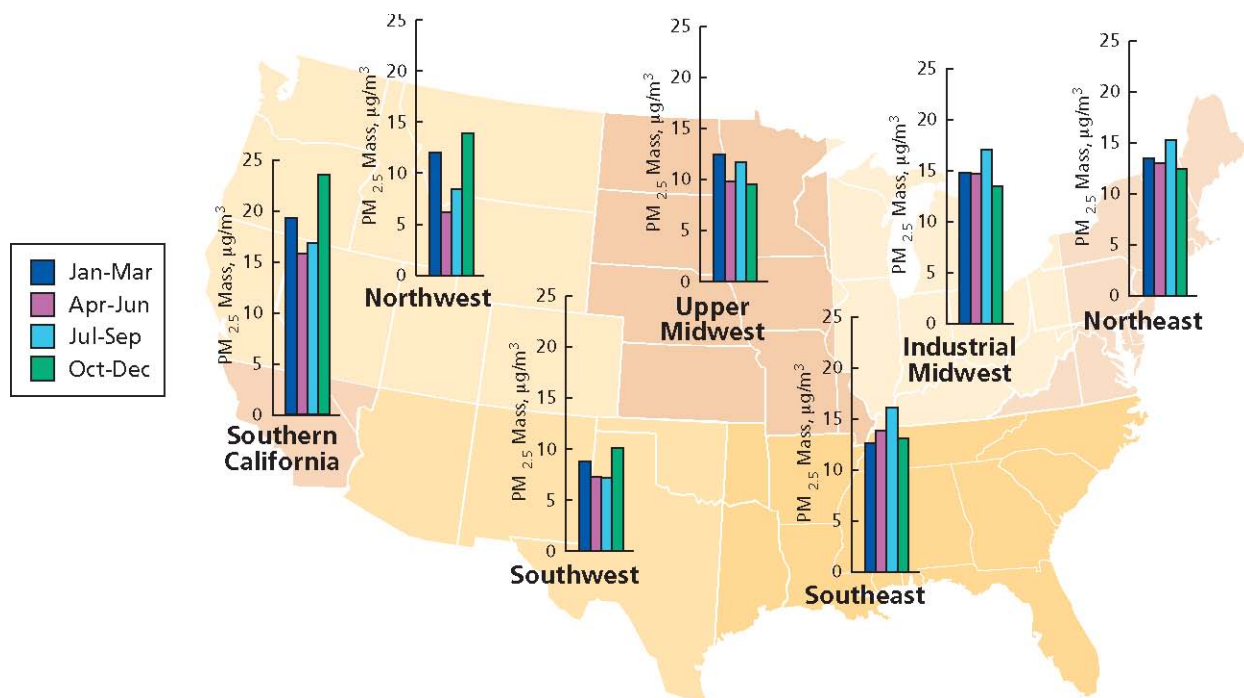 Jan-Mar
Apr-Jun
Jul-Sep
Oct-Dec
PM 2.5 Mass, µg/m3
25
20
15
10
5
0
Southern
California
PM 2.5 Mass, µg/m3
25
20
15
10
5
0
Northwest
PM 2.5 Mass, µg/m3
25
20
15
10
5
0
Southwest
PM 2.5 Mass, µg/m3
25
20
15
10
5
0
Upper
Midwest
PM 2.5 Mass, µg/m3
25
20
15
10
5
0
Southeast
PM 2.5 Mass, µg/m3
25
20
15
10
5
0
Industrial
Midwest
PM 2.5 Mass, µg/m3
25
20
15
10
5
0
Northeast